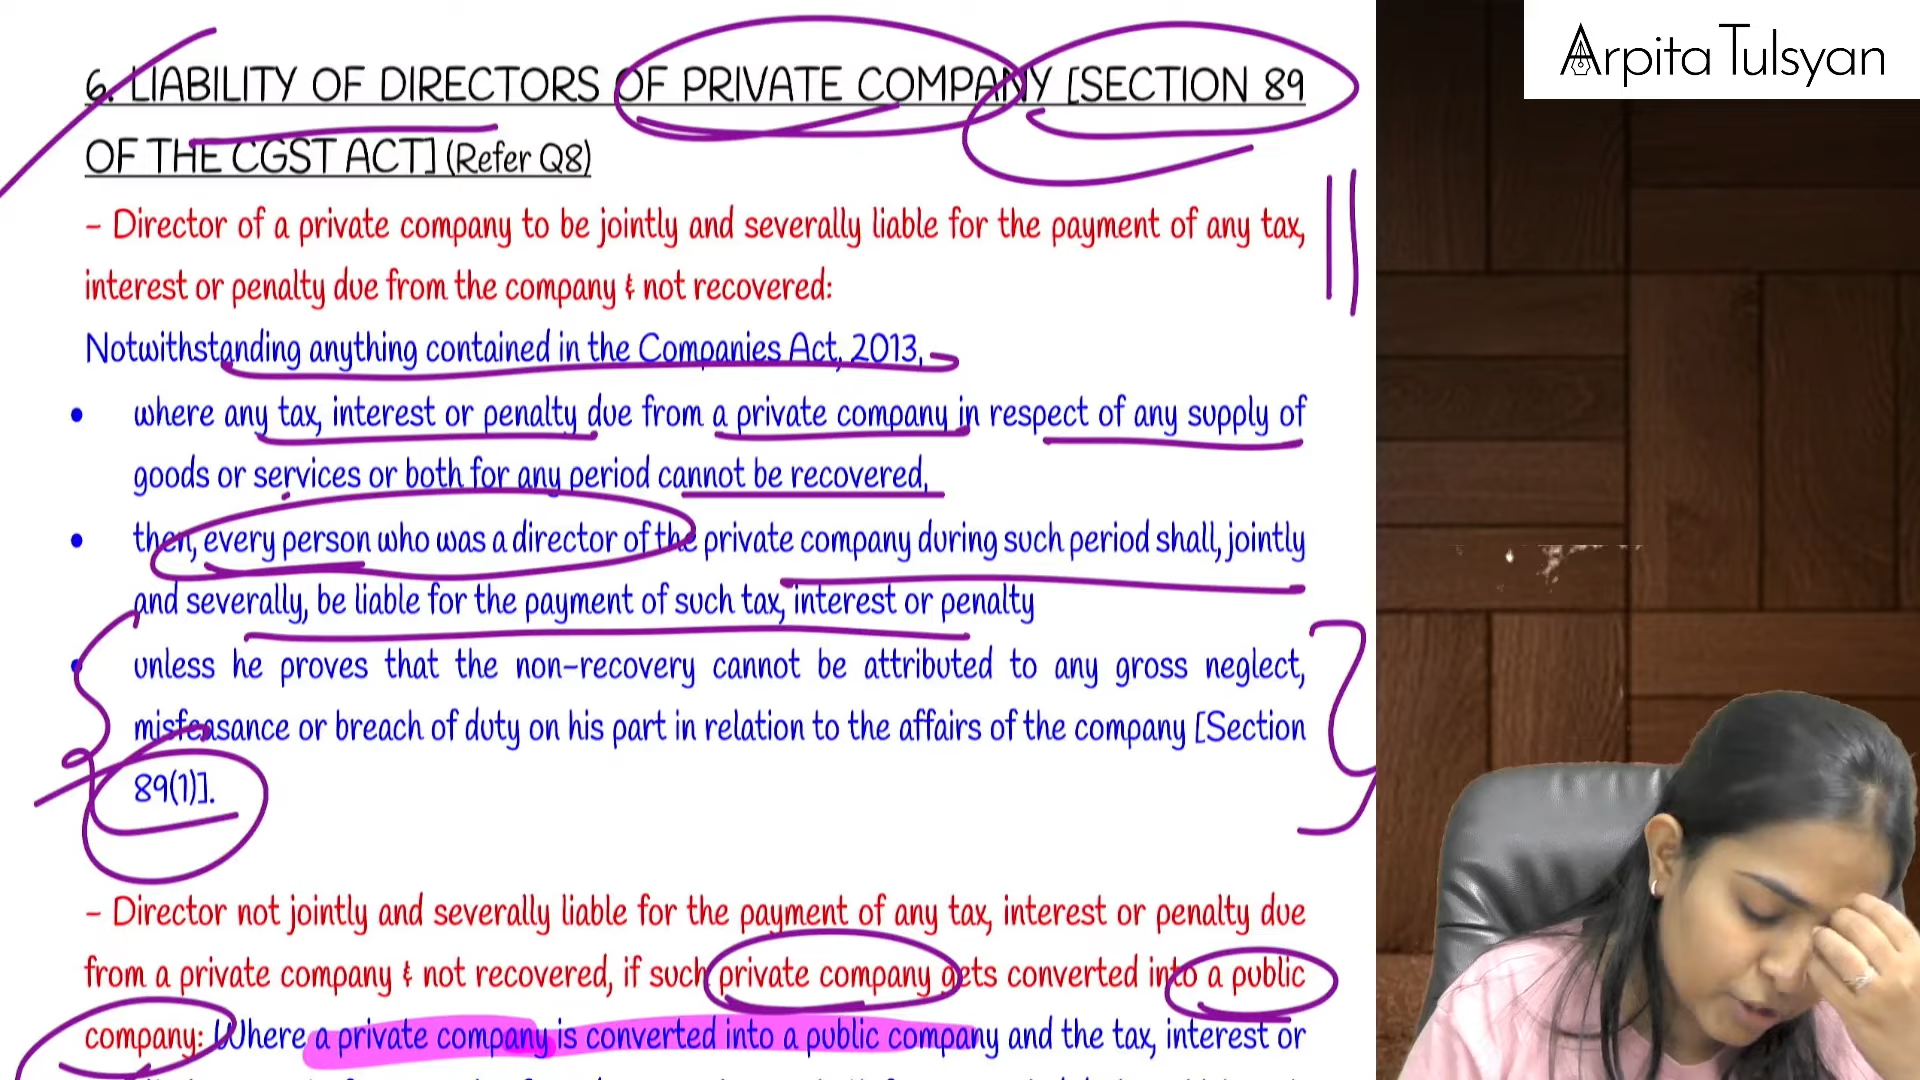 Arpita Tulsyan
6. LIABILITY OF DIRECTORS OF PRIVATE COMPANY [SECTION 89
OF THE CGST ACT] (Refer Q8)
– Director of a private company to be jointly and severally liable for the payment of any tax,
interest or penalty due from the company & not recovered:
Notwithstanding anything contained in the Companies Act, 2013,
• where any tax, interest or penalty due from a private company in respect of any supply of
goods or services or both for any period cannot be recovered,
• then, every person who was a director of the private company during such period shall, jointly
and severally, be liable for the payment of such tax, interest or penalty
• unless he proves that the non-recovery cannot be attributed to any gross neglect,
misfeasance or breach of duty on his part in relation to the affairs of the company [Section
89(1)].
– Director not jointly and severally liable for the payment of any tax, interest or penalty due
from a private company & not recovered, if such private company gets converted into a public
company: Where a private company is converted into a public company and the tax, interest or